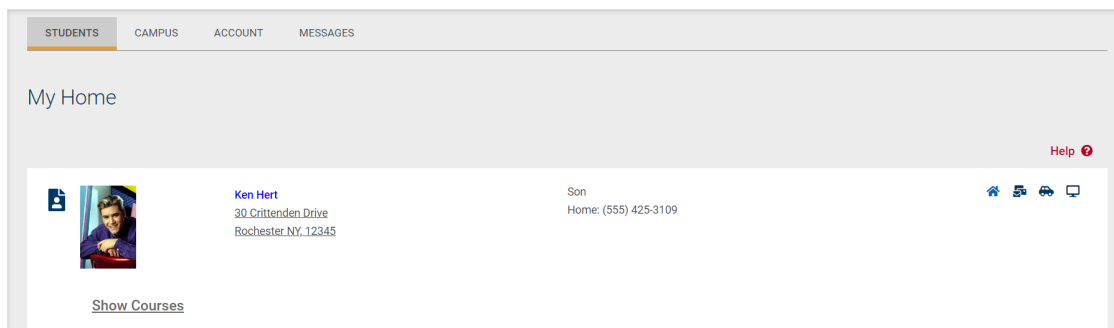 STUDENTS CAMPUS ACCOUNT MESSAGES
My Home
Help
Ken Hert
30 Crittenden Drive
Rochester NY, 12345
Son
Home: (555) 425-3109
Show Courses